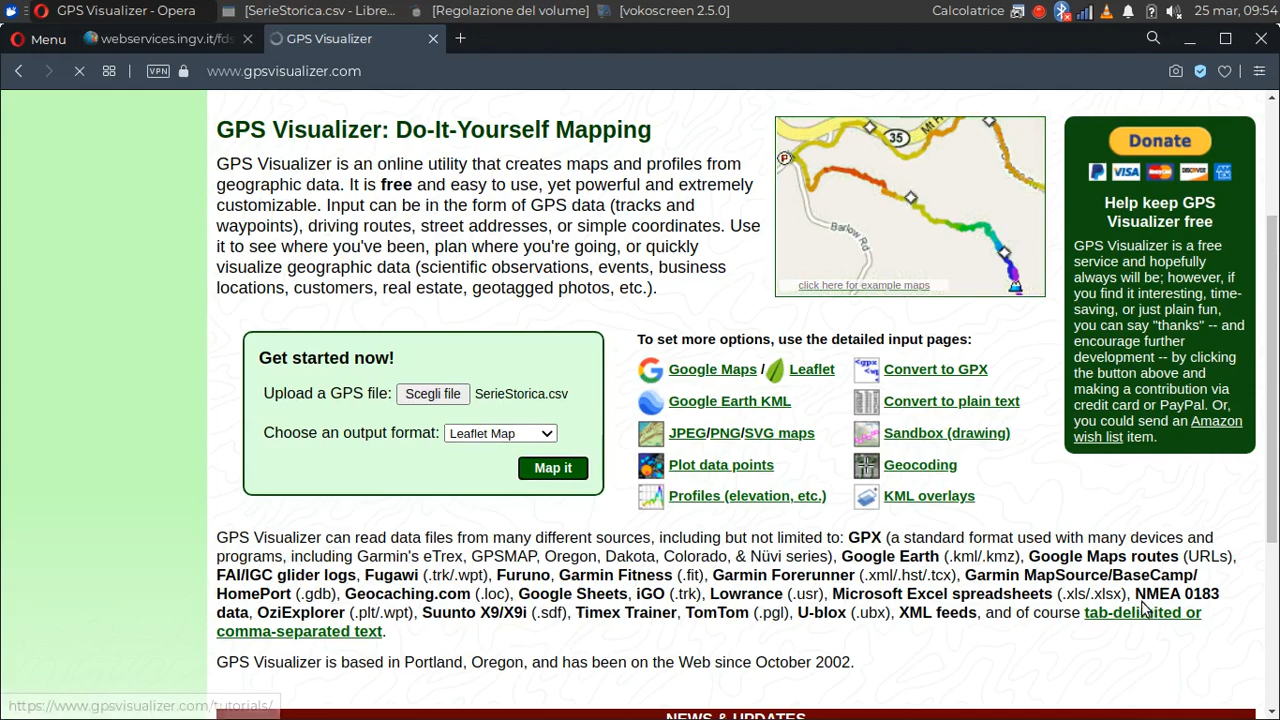 GPS Visualizer - Opera
[SerieStorica.csv - Libre...
[Regolazione del volume]
[vokoscreen 2.5.0]
Calcolatrice
25 mar, 09:54
Menu
webservices.ingv.it/fds
GPS Visualizer
VPN
www.gpsvisualizer.com
GPS Visualizer: Do-It-Yourself Mapping
GPS Visualizer is an online utility that creates maps and profiles from
geographic data. It is free and easy to use, yet powerful and extremely
customizable. Input can be in the form of GPS data (tracks and
waypoints), driving routes, street addresses, or simple coordinates. Use
it to see where you've been, plan where you're going, or quickly
visualize geographic data (scientific observations, events, business
locations, customers, real estate, geotagged photos, etc.).
35
P
Barlow Rd
click here for example maps
Donate
PayPal VISA DISCOVER
Help keep GPS
Visualizer free
GPS Visualizer is a free
service and hopefully
always will be; however, if
you find it interesting, time-
saving, or just plain fun,
you can say "thanks" -- and
encourage further
development -- by clicking
the button above and
making a contribution via
credit card or PayPal. Or,
you could send an Amazon
wish list item.
Get started now!
Upload a GPS file: Scegli file SerieStorica.csv
Choose an output format: Leaflet Map
Map it
To set more options, use the detailed input pages:
Google Maps / Leaflet
Google Earth KML
JPEG/PNG/SVG maps
Plot data points
Profiles (elevation, etc.)
Convert to GPX
Convert to plain text
Sandbox (drawing)
Geocoding
KML overlays
GPS Visualizer can read data files from many different sources, including but not limited to: GPX (a standard format used with many devices and
programs, including Garmin's eTrex, GPSMAP, Oregon, Dakota, Colorado, & Nüvi series), Google Earth (.kml/.kmz), Google Maps routes (URLs),
FAI/IGC glider logs, Fugawi (.trk/.wpt), Furuno, Garmin Fitness (.fit), Garmin Forerunner (.xml/.hst/.tcx), Garmin MapSource/BaseCamp/
HomePort (.gdb), Geocaching.com (.loc), Google Sheets, iGO (.trk), Lowrance (.usr), Microsoft Excel spreadsheets (.xls/.xlsx), NMEA 0183
data, OziExplorer (.plt/.wpt), Suunto X9/X9i (.sdf), Timex Trainer, TomTom (.pgl), U-blox (.ubx), XML feeds, and of course tab-delimited or
comma-separated text.
GPS Visualizer is based in Portland, Oregon, and has been on the Web since October 2002.
https://www.gpsvisualizer.com/tutorials/
NEWS & UPDATES